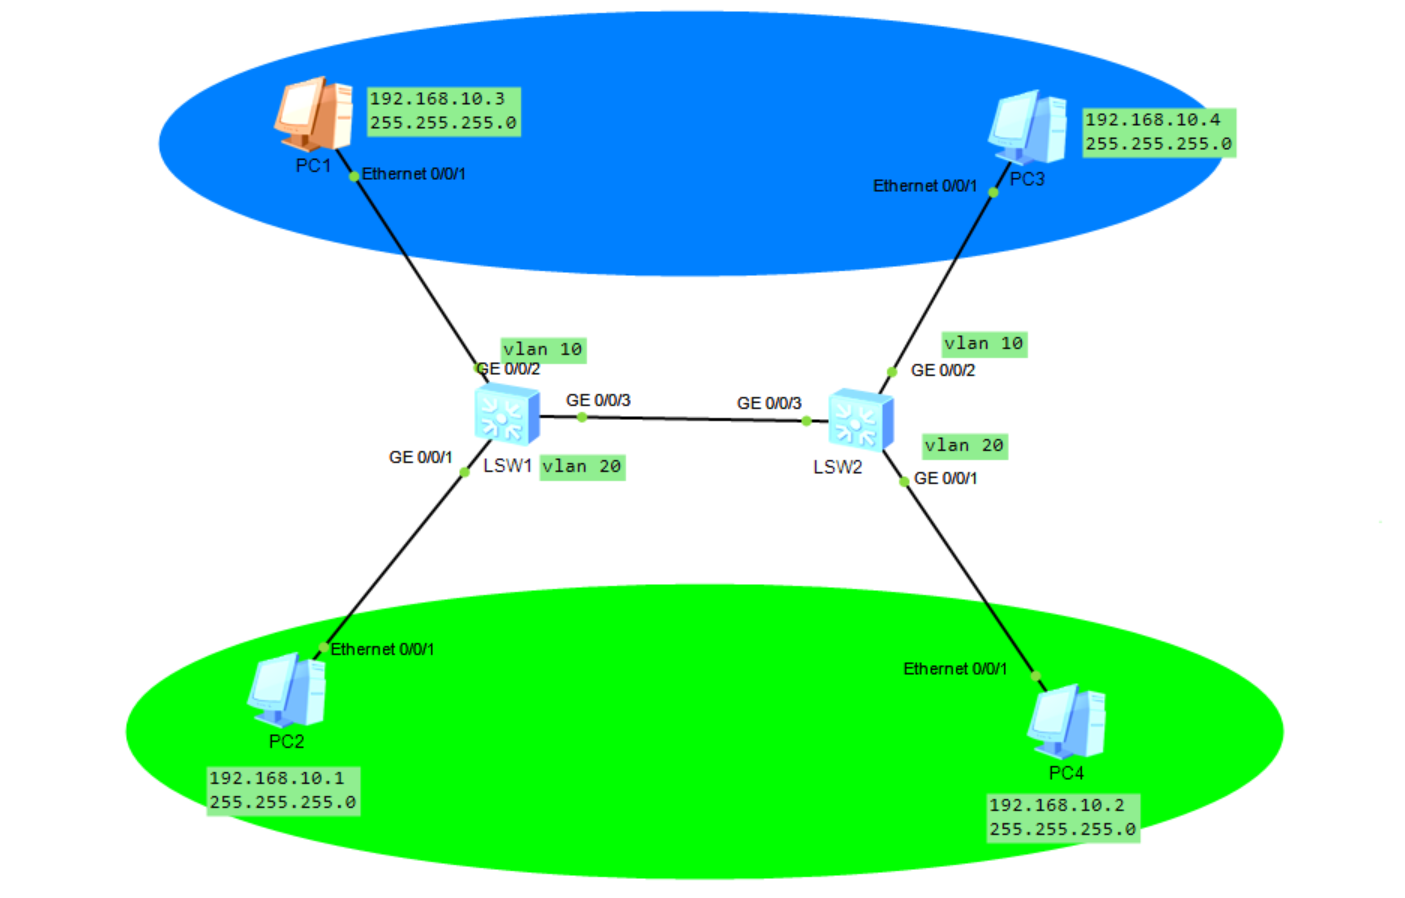 192.168.10.3
255.255.255.0
PC1
Ethernet 0/0/1
192.168.10.4
255.255.255.0
PC3
Ethernet 0/0/1
vlan 10
GE 0/0/2
vlan 10
GE 0/0/2
GE 0/0/3
GE 0/0/3
GE 0/0/1
LSW1
vlan 20
LSW2
vlan 20
GE 0/0/1
Ethernet 0/0/1
PC2
192.168.10.1
255.255.255.0
Ethernet 0/0/1
PC4
192.168.10.2
255.255.255.0